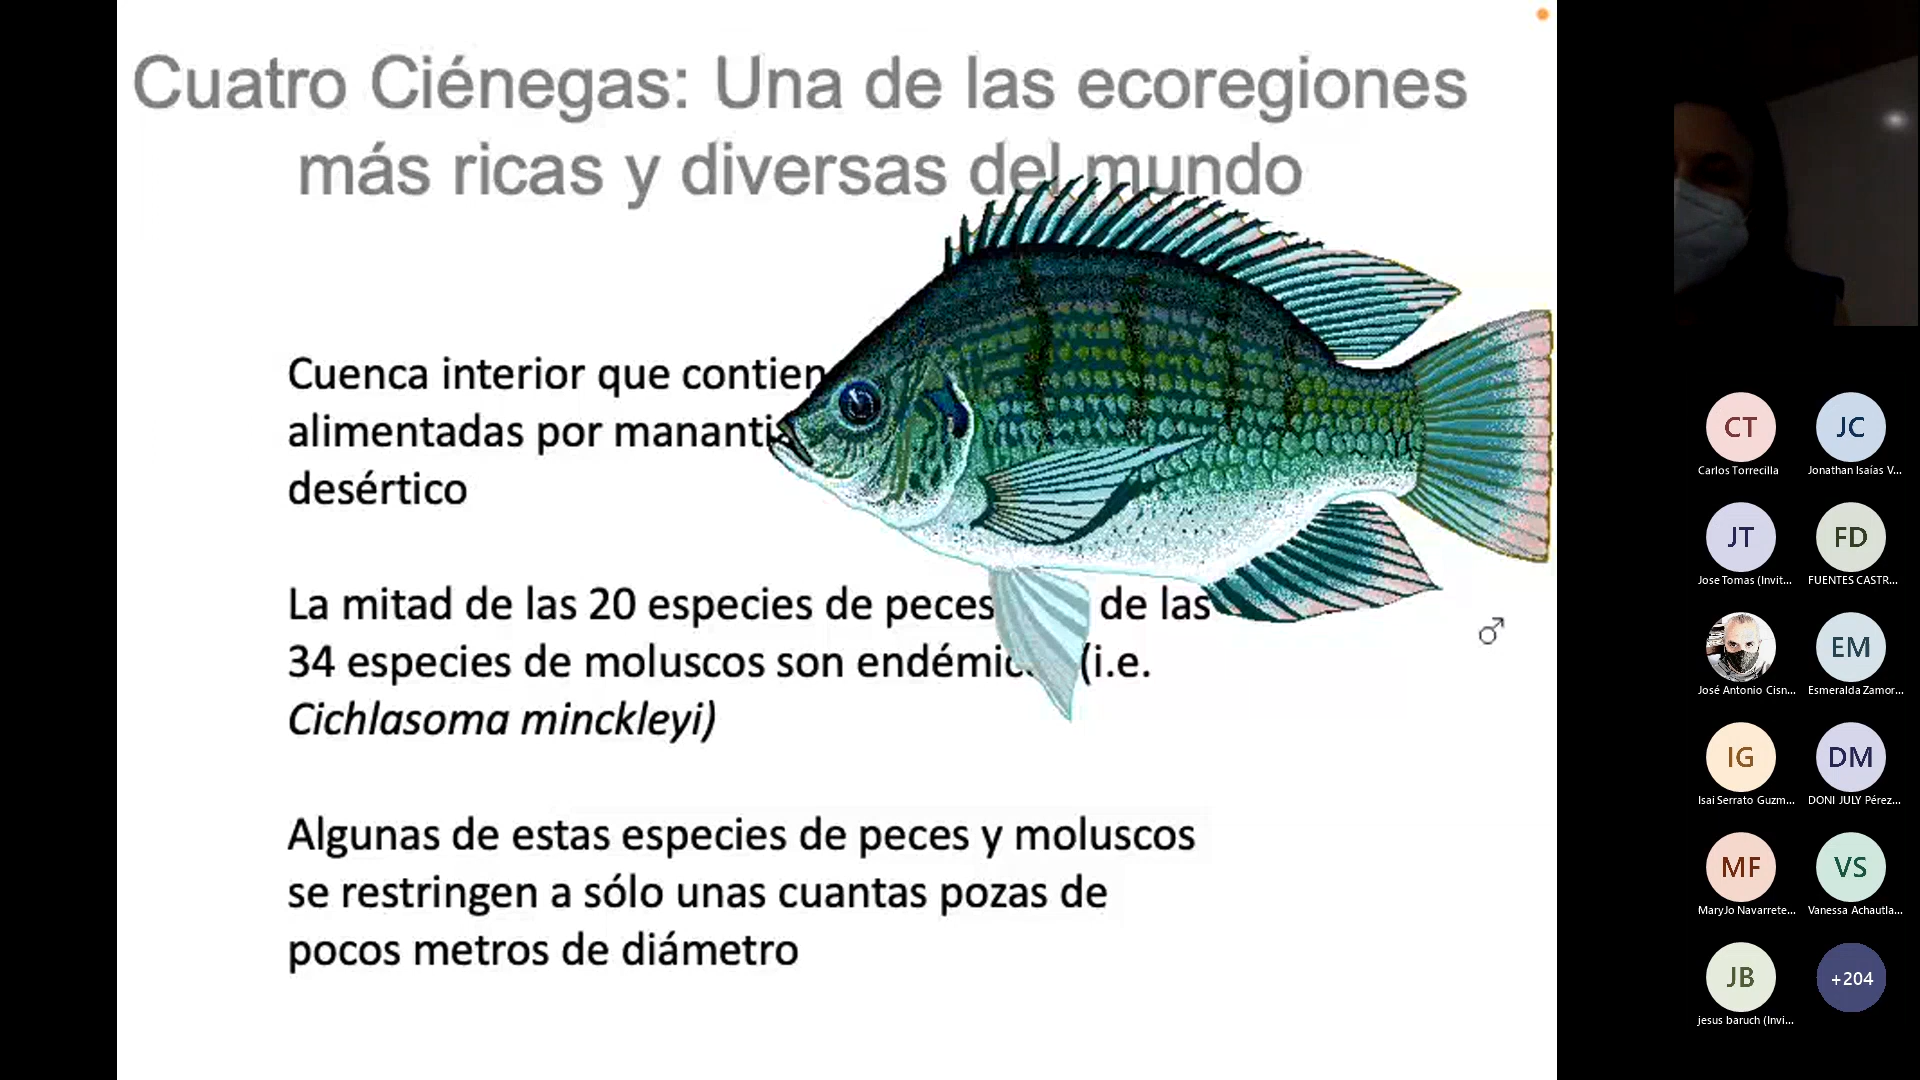 Cuatro Ciénegas: Una de las ecoregiones
más ricas y diversas del mundo
Cuenca interior que contien
alimentadas por manantia
desértico
La mitad de las 20 especies de peces de las
34 especies de moluscos son endémic (i.e.
Cichlasoma minckleyi)
Algunas de estas especies de peces y moluscos
se restringen a sólo unas cuantas pozas de
pocos metros de diámetro
♂
CT
Carlos Torrecilla
JC
Jonathan Isaías V...
JT
Jose Tomas (Invit...
FD
FUENTES CASTR...
José Antonio Cisn...
EM
Esmeralda Zamor...
IG
Isai Serrato Guzm...
DM
DONI JULY Pérez...
MF
MaryJo Navarrete...
VS
Vanessa Achautla...
JB
jesus baruch (Invi...
+204